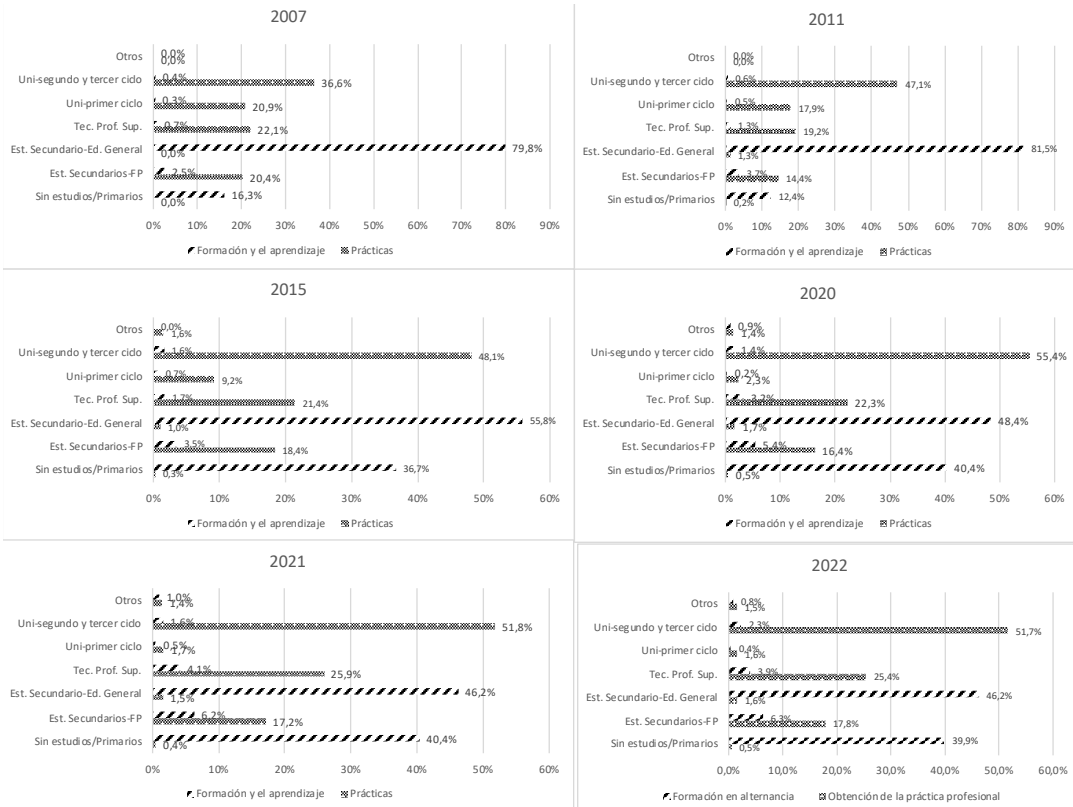 2007
Otros
0,0%
0,0%
Uni-segundo y tercer ciclo
0,4%
36,6%
Uni-primer ciclo
0,3%
20,9%
Tec. Prof. Sup.
0,7%
22,1%
Est. Secundario-Ed. General
79,8%
0,0%
Est. Secundarios-FP
2,5%
20,4%
Sin estudios/Primarios
16,3%
0,0%
0% 10% 20% 30% 40% 50% 60% 70% 80% 90%
Formación y el aprendizaje Prácticas
2011
Otros
0,0%
0,0%
Uni-segundo y tercer ciclo
0,6%
47,1%
Uni-primer ciclo
0,5%
17,9%
Tec. Prof. Sup.
1,3%
19,2%
Est. Secundario-Ed. General
81,5%
1,3%
Est. Secundarios-FP
3,7%
14,4%
Sin estudios/Primarios
12,4%
0,2%
0% 10% 20% 30% 40% 50% 60% 70% 80% 90%
Formación y el aprendizaje Prácticas
2015
Otros
0,0%
1,6%
Uni-segundo y tercer ciclo
1,6%
48,1%
Uni-primer ciclo
0,7%
9,2%
Tec. Prof. Sup.
1,7%
21,4%
Est. Secundario-Ed. General
55,8%
1,0%
Est. Secundarios-FP
3,5%
18,4%
Sin estudios/Primarios
36,7%
0,3%
0% 10% 20% 30% 40% 50% 60%
Formación y el aprendizaje Prácticas
2020
Otros
0,9%
1,4%
Uni-segundo y tercer ciclo
1,4%
55,4%
Uni-primer ciclo
0,2%
2,3%
Tec. Prof. Sup.
3,2%
22,3%
Est. Secundario-Ed. General
48,4%
1,7%
Est. Secundarios-FP
5,4%
16,4%
Sin estudios/Primarios
40,4%
0,5%
0% 10% 20% 30% 40% 50% 60%
Formación y el aprendizaje Prácticas
2021
Otros
1,0%
1,4%
Uni-segundo y tercer ciclo
1,6%
51,8%
Uni-primer ciclo
0,5%
1,7%
Tec. Prof. Sup.
4,1%
25,9%
Est. Secundario-Ed. General
46,2%
1,5%
Est. Secundarios-FP
6,2%
17,2%
Sin estudios/Primarios
40,4%
0,4%
0% 10% 20% 30% 40% 50% 60%
Formación y el aprendizaje Prácticas
2022
Otros
0,8%
1,5%
Uni-segundo y tercer ciclo
2,3%
51,7%
Uni-primer ciclo
0,4%
1,6%
Tec. Prof. Sup.
3,9%
25,4%
Est. Secundario-Ed. General
46,2%
1,6%
Est. Secundarios-FP
6,3%
17,8%
Sin estudios/Primarios
39,9%
0,5%
0,0% 10,0% 20,0% 30,0% 40,0% 50,0% 60,0%
Formación en alternancia Obtención de la práctica profesional